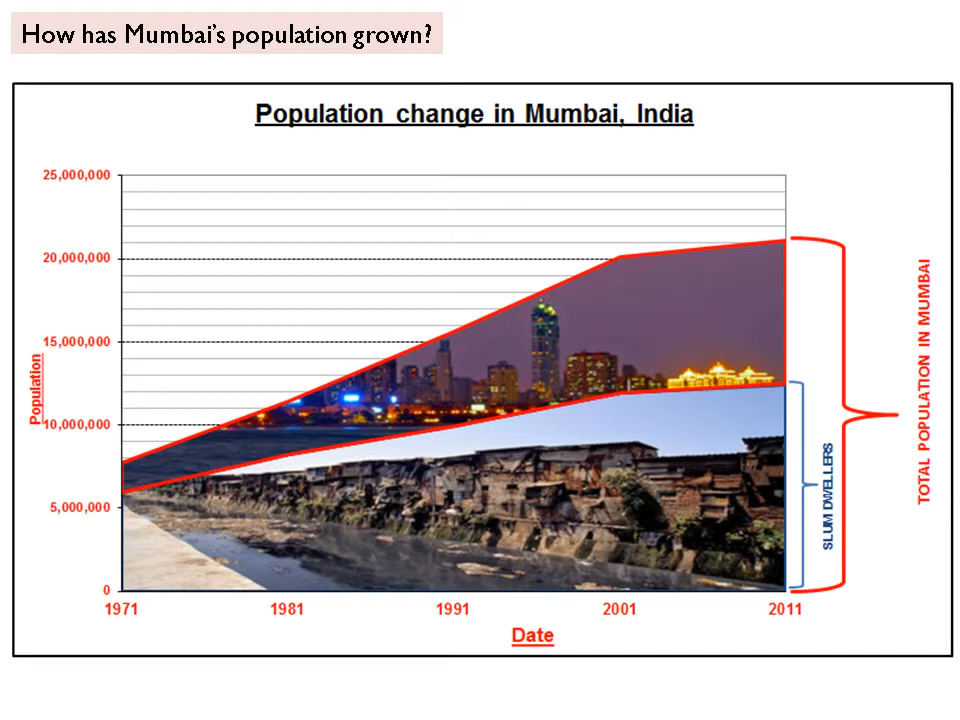 How has Mumbai's population grown?
Population change in Mumbai, India
25,000,000
20,000,000
15,000,000
10,000,000
5,000,000
0
Population
1971
1981
1991
2001
2011
Date
SLUM DWELLERS
TOTAL POPULATION IN MUMBAI